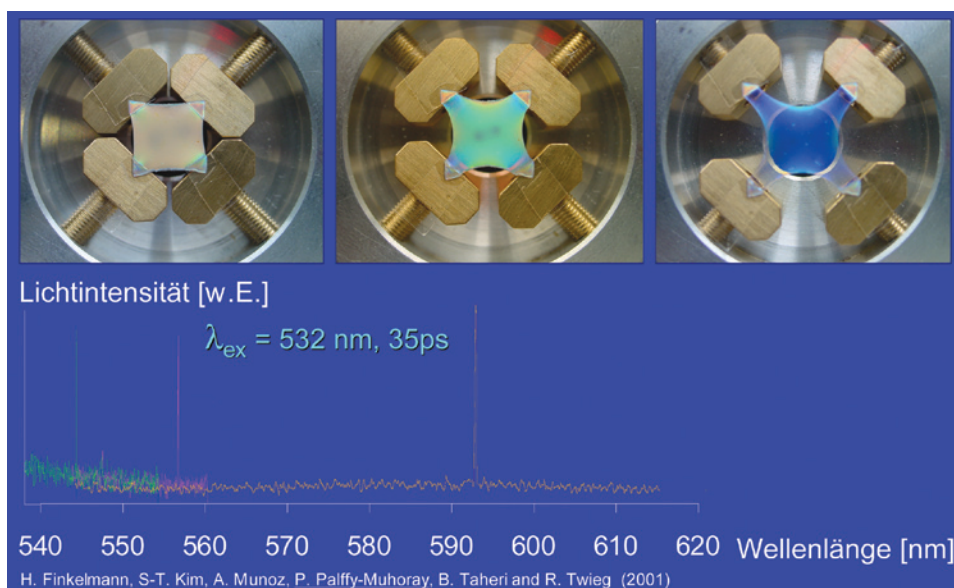 Lichtintensität [w.E.]
λex = 532 nm, 35ps
540 550 560 570 580 590 600 610 620 Wellenlänge [nm]
H. Finkelmann, S-T. Kim, A. Munoz, P. Palffy-Muhoray, B. Taheri and R. Twieg (2001)